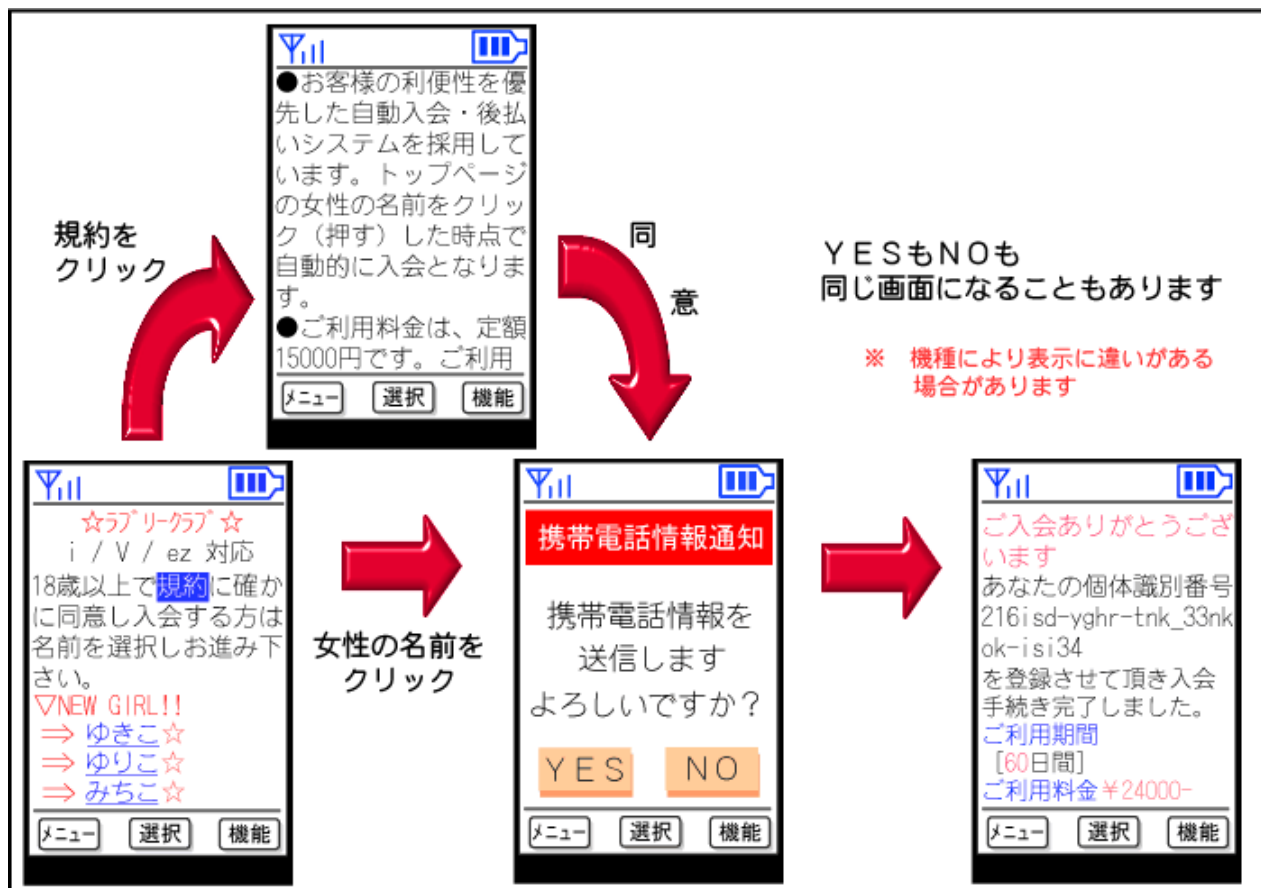 ●お客様の利便性を優
先した自動入会・後払
いシステムを採用して
います。トップページ
の女性の名前をクリッ
ク（押す）した時点で
自動的に入会となりま
す。
●ご利用料金は、定額
15000円です。ご利用
メニュー 選択 機能
規約を
クリック
同
意
ＹＥＳもＮＯも
同じ画面になることもあります
※　機種により表示に違いがある
場合があります
☆ﾗﾌﾞﾘｰｸﾗﾌﾞ☆
i / V / ez 対応
18歳以上で規約に確か
に同意し入会する方は
名前を選択しお進み下
さい。
▽NEW GIRL!!
⇒ ゆきこ☆
⇒ ゆりこ☆
⇒ みちこ☆
メニュー 選択 機能
女性の名前を
クリック
携帯電話情報通知
携帯電話情報を
送信します
よろしいですか？
ＹＥＳ ＮＯ
メニュー 選択 機能
ご入会ありがとうござ
います
あなたの個体識別番号
216isd-yghr-tnk_33nk
ok-isi34
を登録させて頂き入会
手続き完了しました。
ご利用期間
[60日間]
ご利用料金￥24000-
メニュー 選択 機能